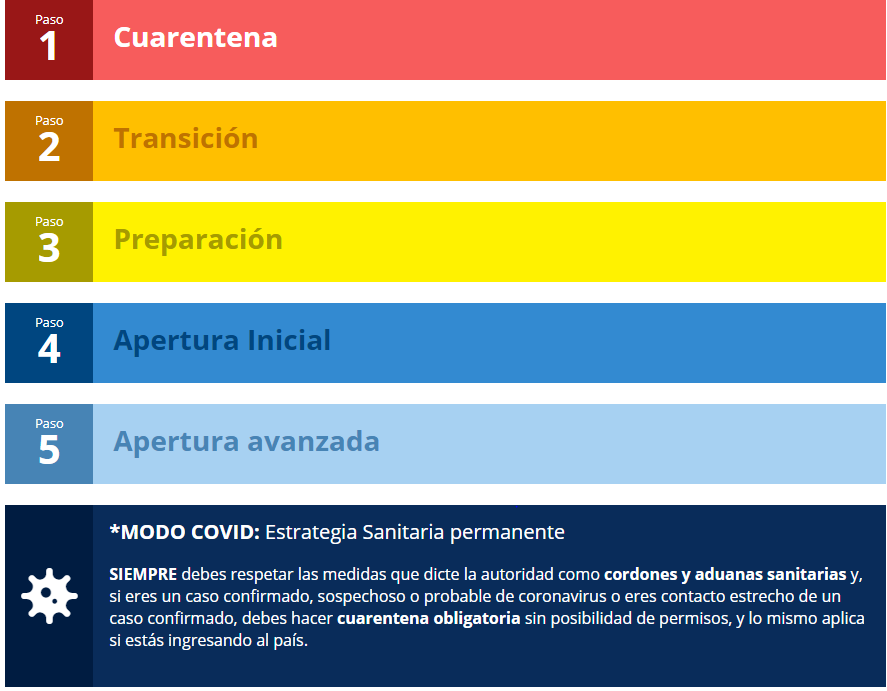 Paso
1
Cuarentena
Paso
2
Transición
Paso
3
Preparación
Paso
4
Apertura Inicial
Paso
5
Apertura avanzada
*MODO COVID: Estrategia Sanitaria permanente
SIEMPRE debes respetar las medidas que dicte la autoridad como cordones y aduanas sanitarias y,
si eres un caso confirmado, sospechoso o probable de coronavirus o eres contacto estrecho de un
caso confirmado, debes hacer cuarentena obligatoria sin posibilidad de permisos, y lo mismo aplica
si estás ingresando al país.